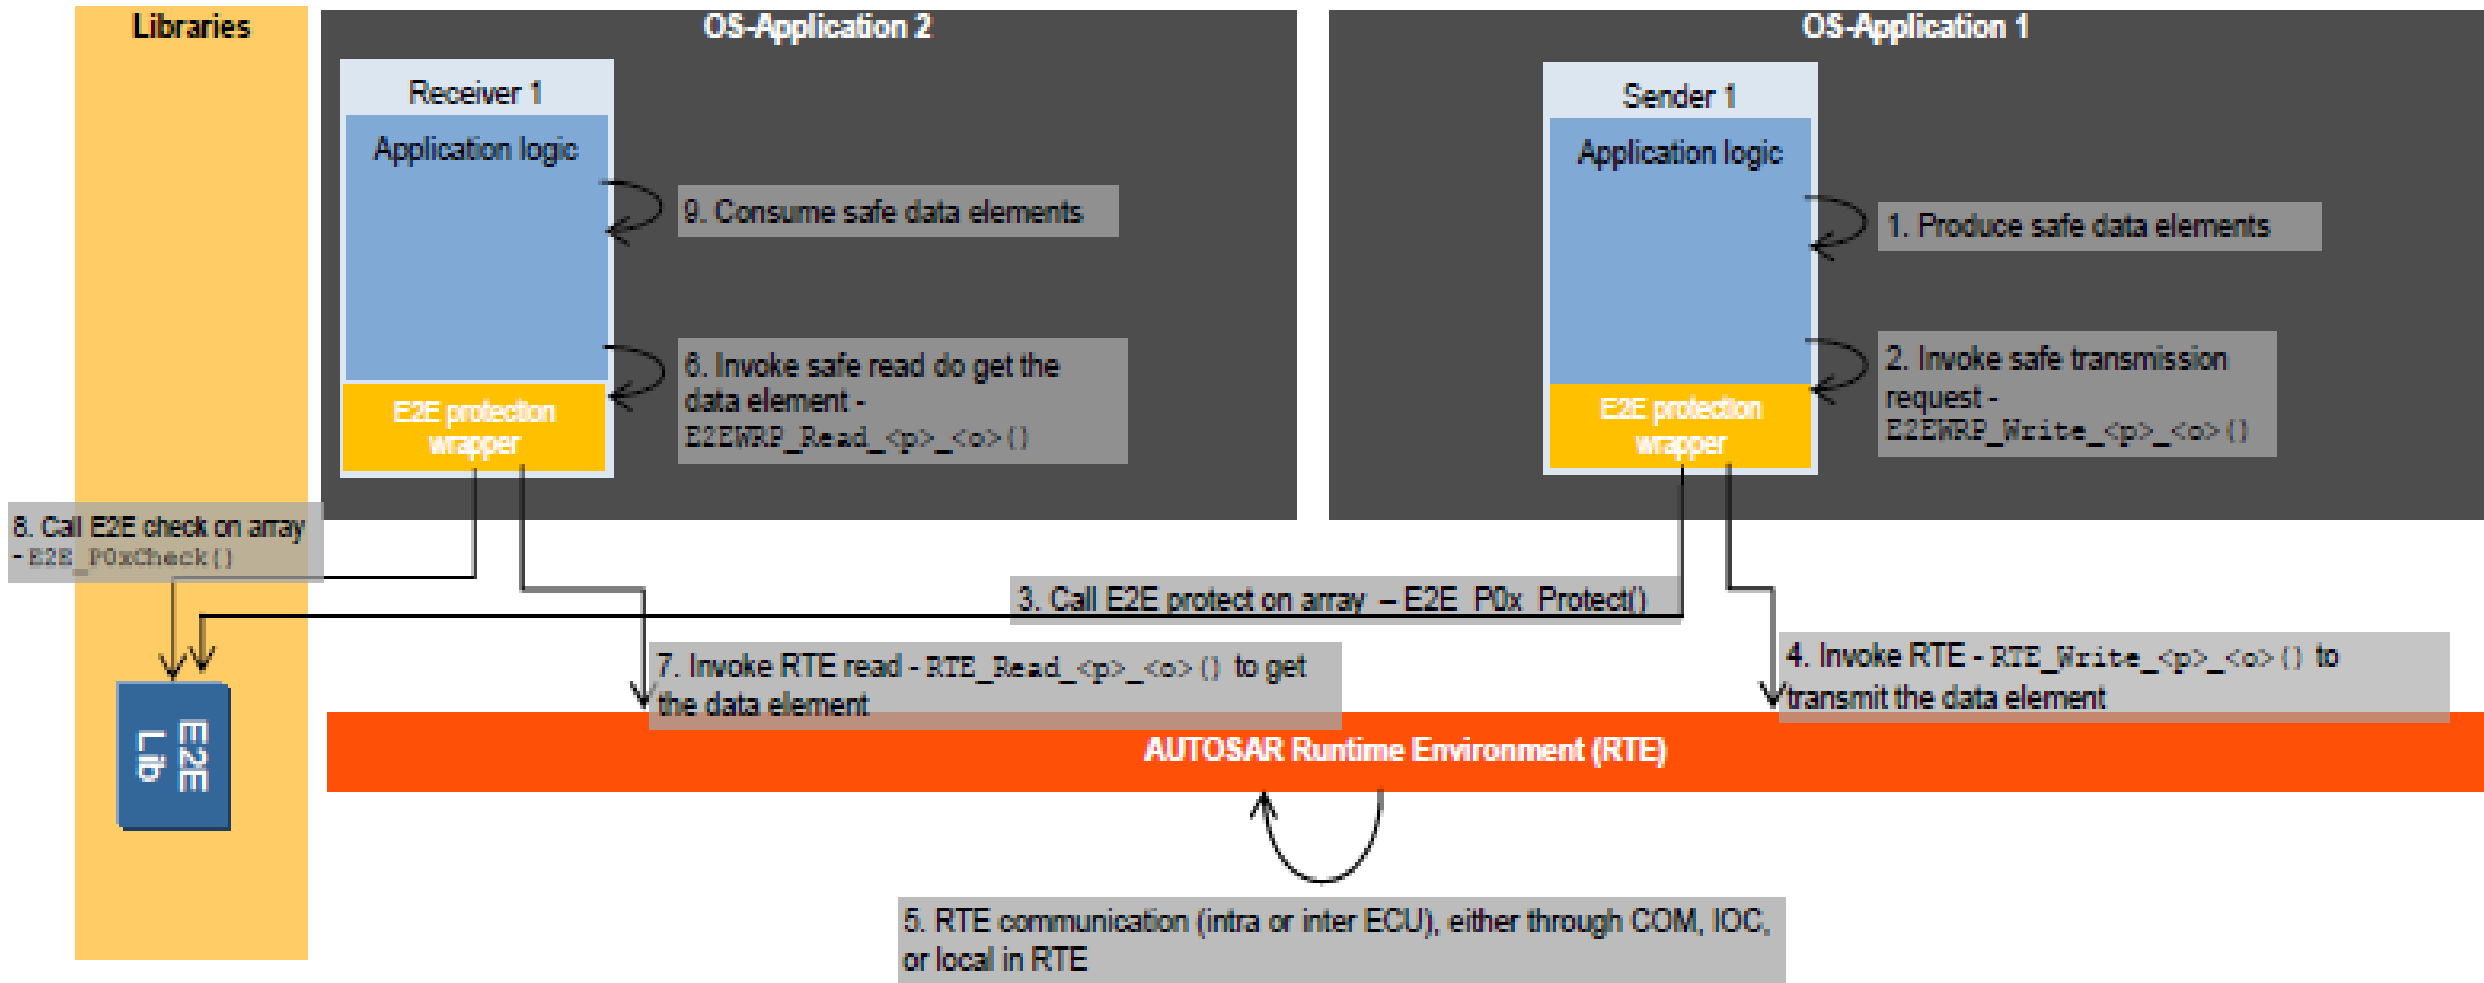 Libraries
OS-Application 2
OS-Application 1
Receiver 1
Application logic
9. Consume safe data elements
6. Invoke safe read do get the
data element -
E2EWRP_Read_<p>_<o>()
E2E protection
wrapper
Sender 1
Application logic
1. Produce safe data elements
2. Invoke safe transmission
request -
E2EWRP_Write_<p>_<o>()
E2E protection
wrapper
8. Call E2E check on array
- E2E_P0xCheck()
3. Call E2E protect on array – E2E_P0x_Protect()
7. Invoke RTE read - RTE_Read_<p>_<o>() to get
the data element
4. Invoke RTE - RTE_Write_<p>_<o>() to
transmit the data element
E2E
Lib
AUTOSAR Runtime Environment (RTE)
5. RTE communication (intra or inter ECU), either through COM, IOC,
or local in RTE